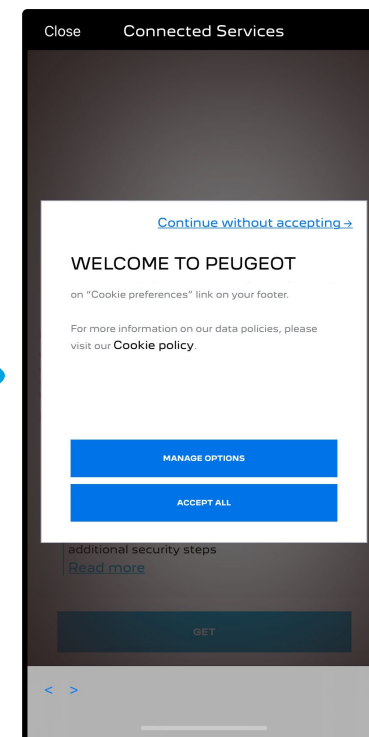 Close Connected Services
Continue without accepting →
WELCOME TO PEUGEOT
on “Cookie preferences” link on your footer.
For more information on our data policies, please
visit our Cookie policy.
MANAGE OPTIONS
ACCEPT ALL
additional security steps
Read more
GET
< >